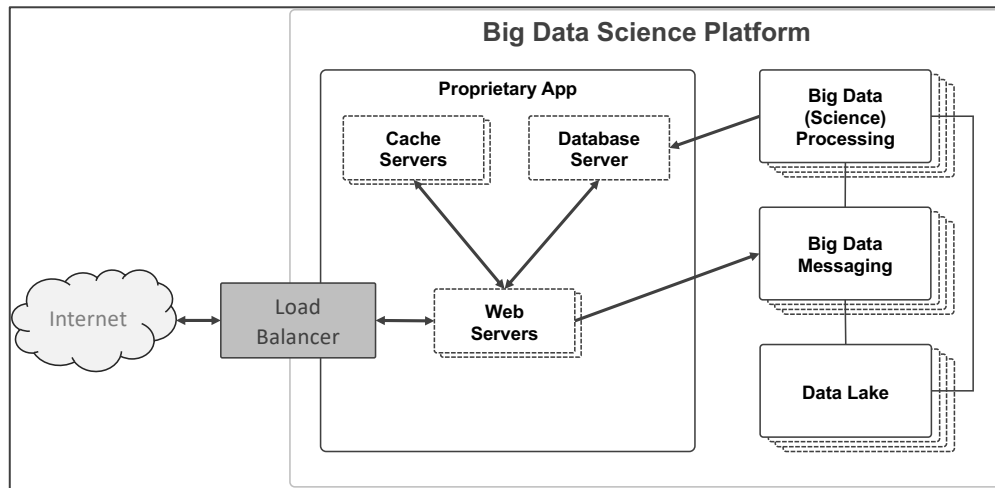 Big Data Science Platform
Proprietary App
Cache
Servers
Database
Server
Big Data
(Science)
Processing
Big Data
Messaging
Internet
Load
Balancer
Web
Servers
Data Lake